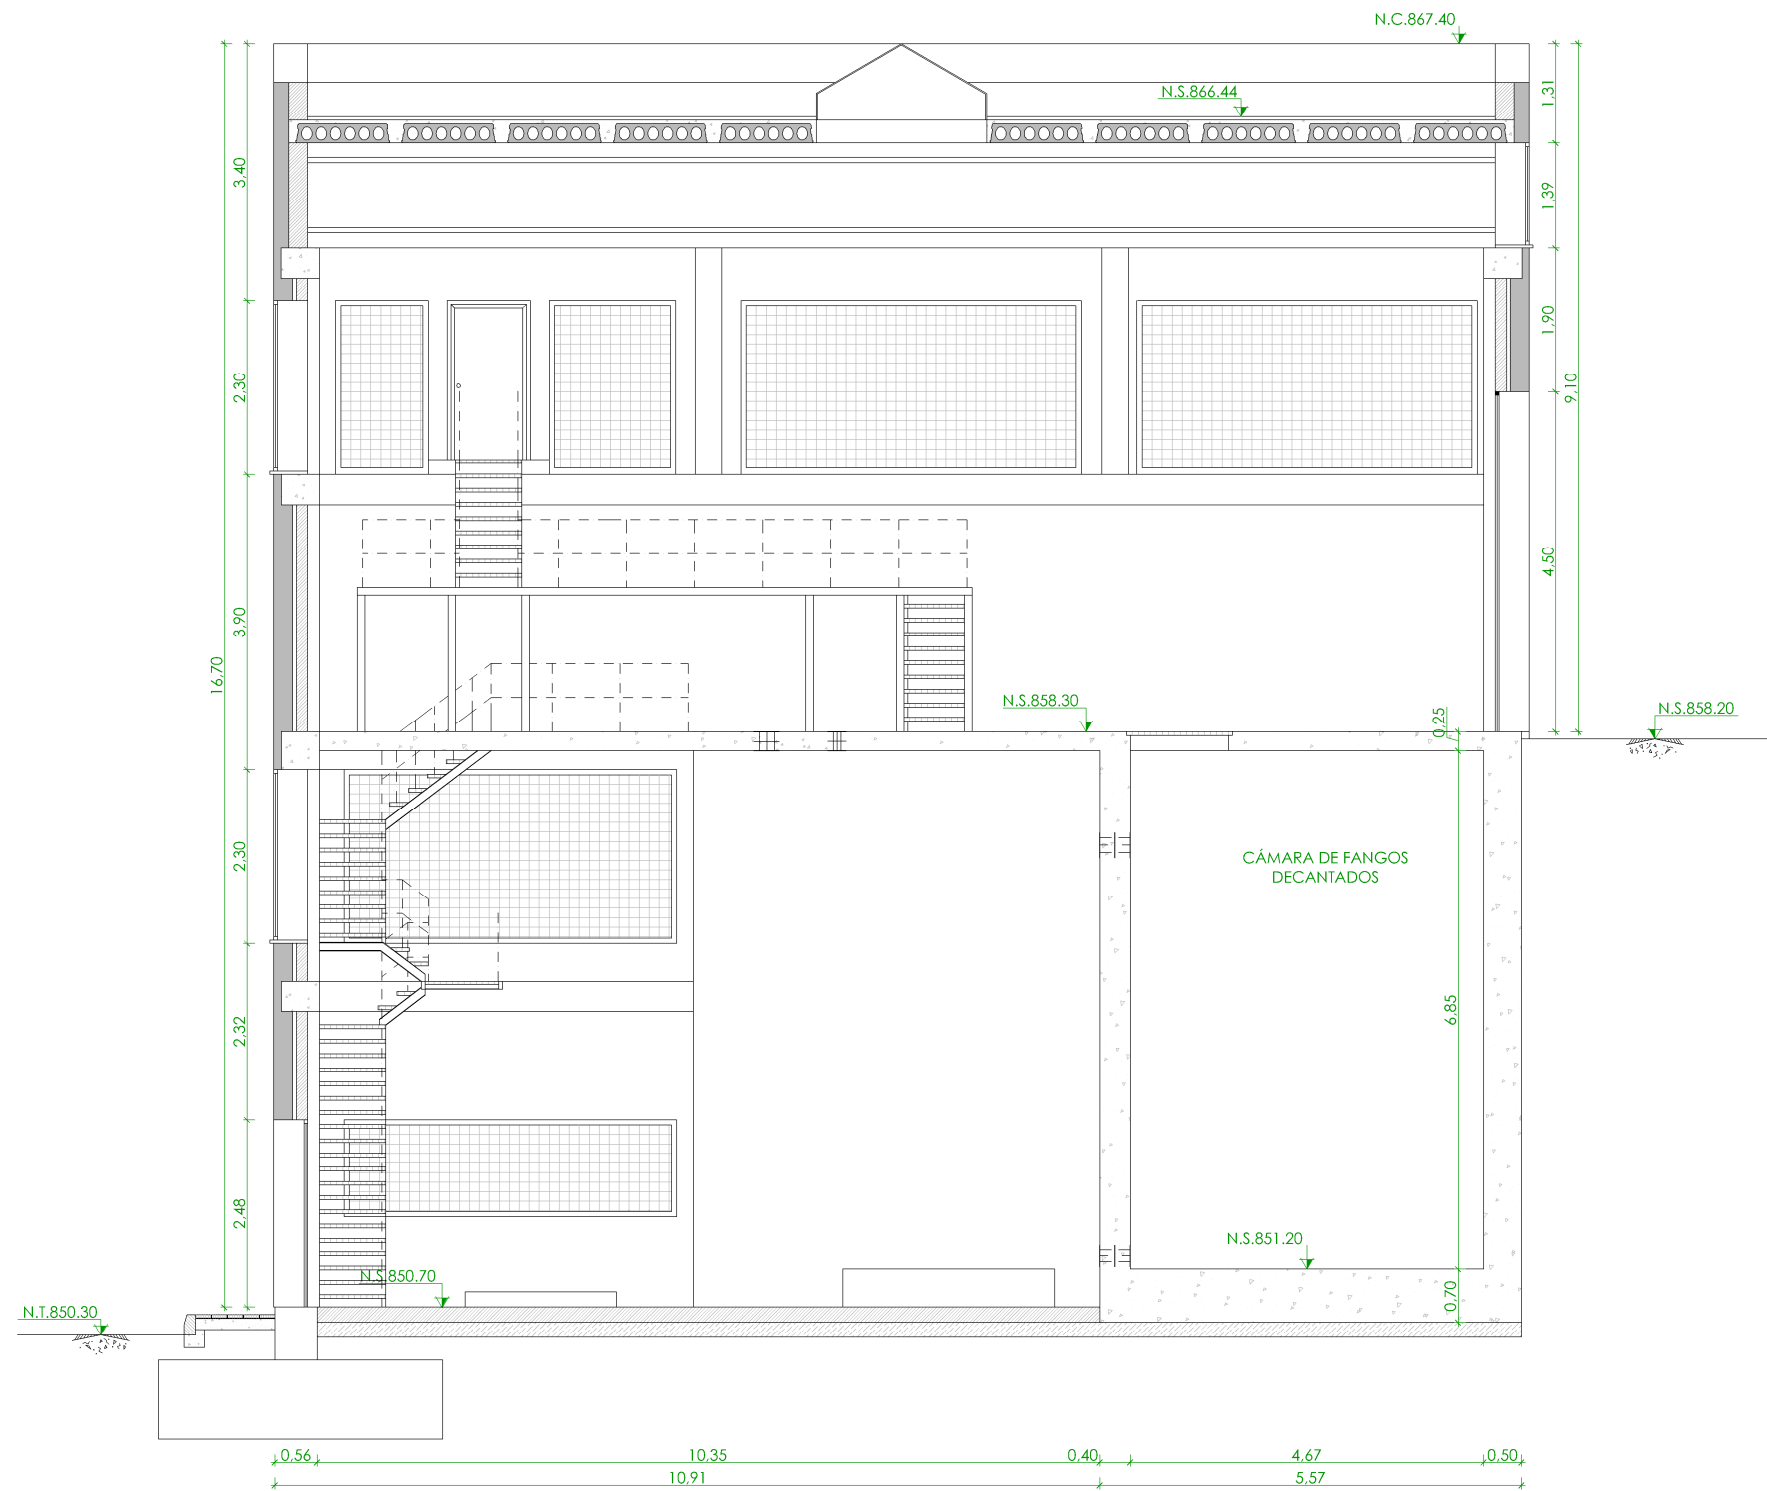 N.C.867.40
N.S.866.44
1,31
3,40
1,39
1,90
2,30
9,10
4,50
3,90
16,70
N.S.858.30
N.S.858.20
0,25
2,30
CÁMARA DE FANGOS
DECANTADOS
6,85
2,32
2,48
N.S.851.20
N.S.850.70
0,70
N.T.850.30
0,56
10,35
0,40
4,67
0,50
10,91
5,57